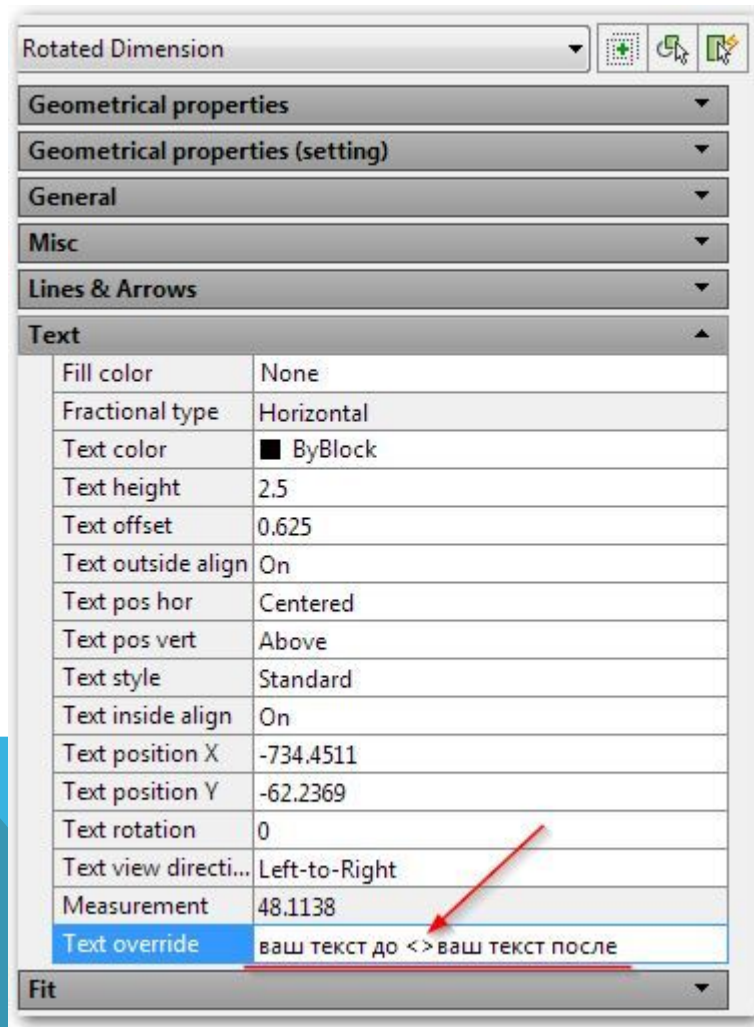 Rotated Dimension
Geometrical properties
Geometrical properties (setting)
General
Misc
Lines & Arrows
Text
Fill color None
Fractional type Horizontal
Text color ByBlock
Text height 2.5
Text offset 0.625
Text outside align On
Text pos hor Centered
Text pos vert Above
Text style Standard
Text inside align On
Text position X -734.4511
Text position Y -62.2369
Text rotation 0
Text view directi... Left-to-Right
Measurement 48.1138
Text override ваш текст до <>ваш текст после
Fit